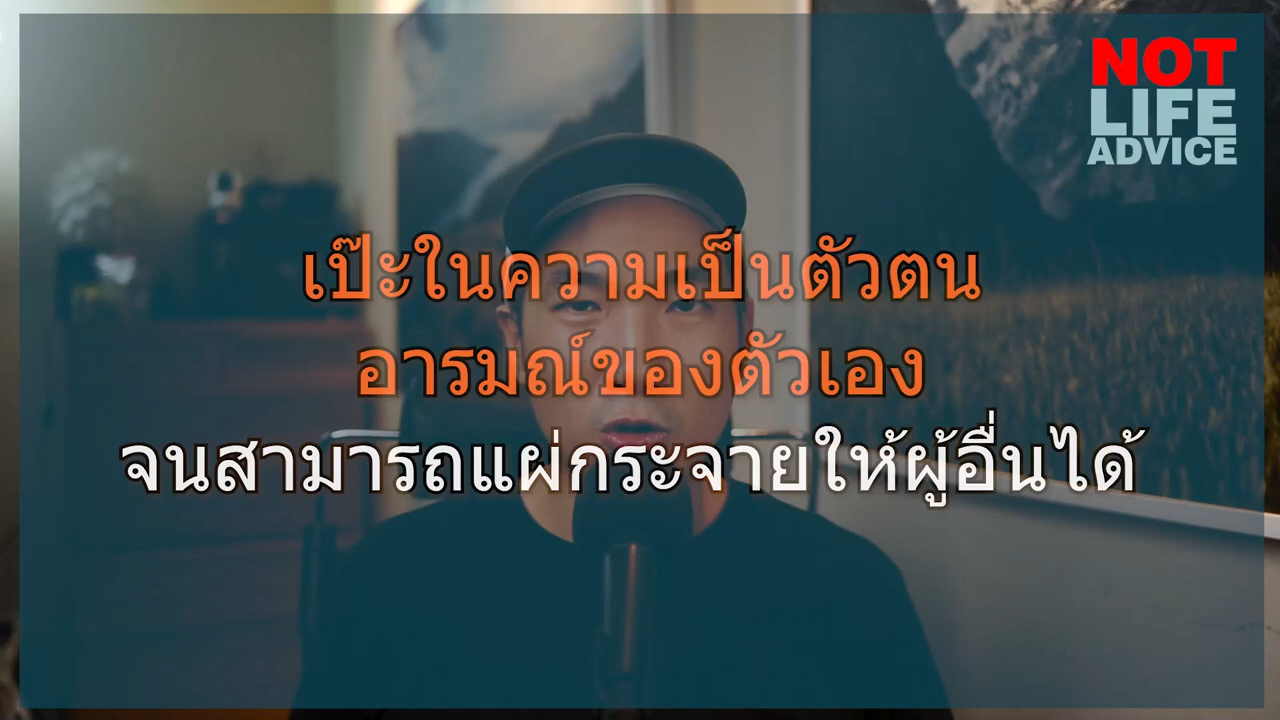 NOT
LIFE
ADVICE
เป๊ะในความเป็นตัวตน
อารมณ์ของตัวเอง
จนสามารถแผ่กระจายให้ผู้อื่นได้